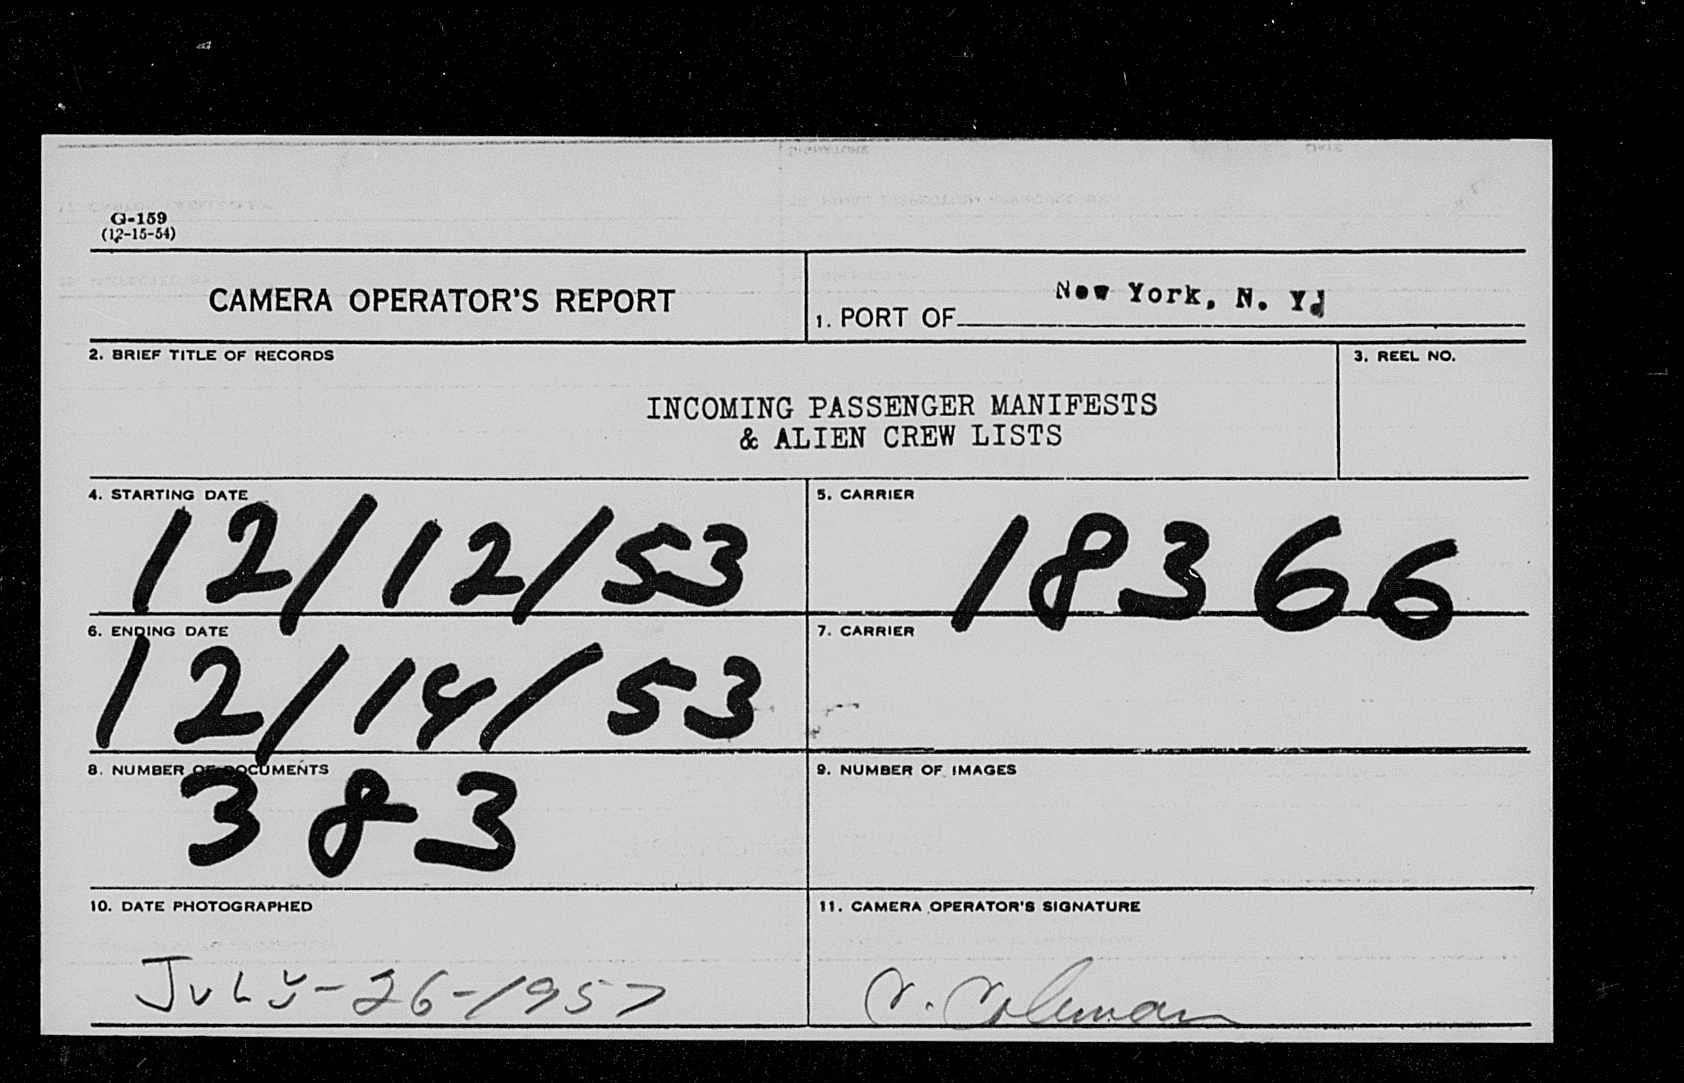 G-159
(12-15-54)
CAMERA OPERATOR'S REPORT
1. PORT OF New York, N. Y.
2. BRIEF TITLE OF RECORDS
INCOMING PASSENGER MANIFESTS
& ALIEN CREW LISTS
3. REEL NO.
4. STARTING DATE
12/12/53
5. CARRIER
18366
6. ENDING DATE
12/14/53
7. CARRIER
8. NUMBER OF DOCUMENTS
383
9. NUMBER OF IMAGES
10. DATE PHOTOGRAPHED
JULY-26-1957
11. CAMERA OPERATOR'S SIGNATURE
Coleman